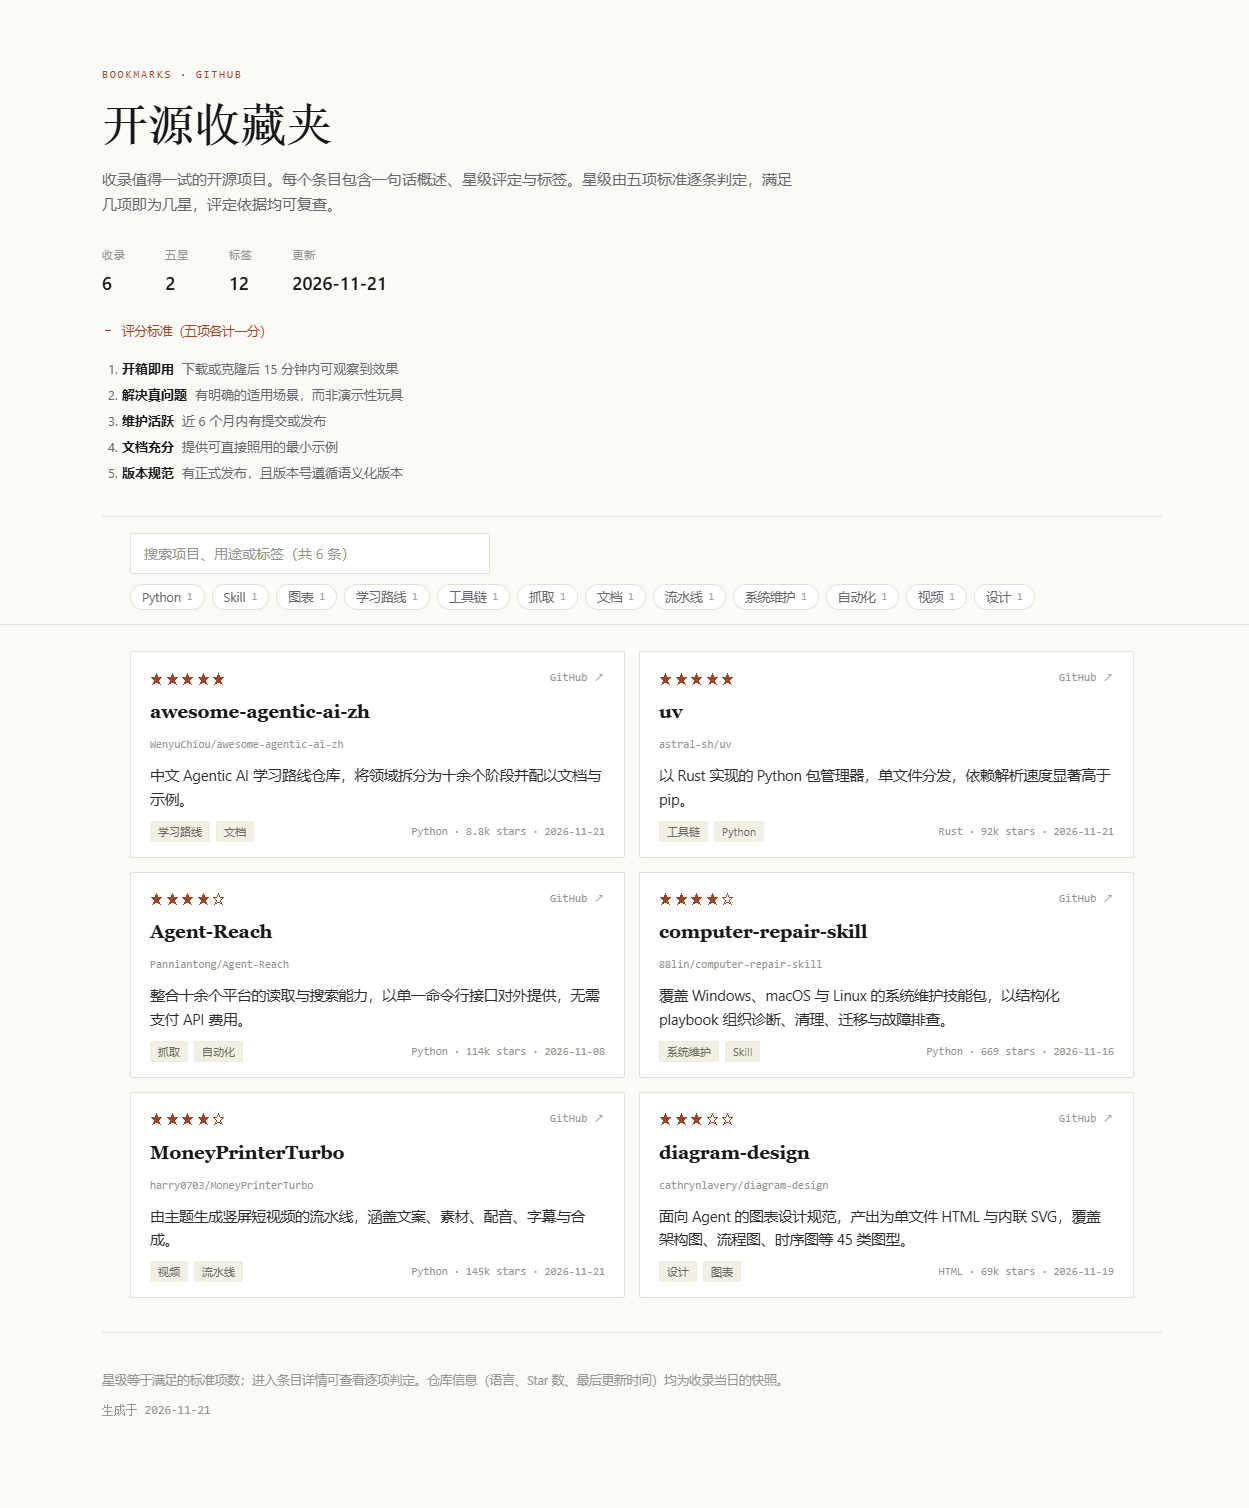 BOOKMARKS · GITHUB
开源收藏夹
收录值得一试的开源项目。每个条目包含一句话概述、星级评定与标签。星级由五项标准逐条判定，满足
几项即为几星，评定依据均可复查。
收录 五星 标签 更新
6 2 12 2026-11-21
− 评分标准（五项各计一分）
1. 开箱即用 下载或克隆后 15 分钟内可观察到效果
2. 解决真问题 有明确的适用场景，而非演示性玩具
3. 维护活跃 近 6 个月内有提交或发布
4. 文档充分 提供可直接照用的最小示例
5. 版本规范 有正式发布，且版本号遵循语义化版本
搜索项目、用途或标签（共 6 条）
Python 1 Skill 1 图表 1 学习路线 1 工具链 1 抓取 1 文档 1 流水线 1 系统维护 1 自动化 1 视频 1 设计 1
★★★★★ GitHub ↗
awesome-agentic-ai-zh
WenyuChiou/awesome-agentic-ai-zh
中文 Agentic AI 学习路线仓库，将领域拆分为十余个阶段并配以文档与
示例。
学习路线 文档 Python · 8.8k stars · 2026-11-21
★★★★★ GitHub ↗
uv
astral-sh/uv
以 Rust 实现的 Python 包管理器，单文件分发，依赖解析速度显著高于
pip。
工具链 Python Rust · 92k stars · 2026-11-21
★★★★☆ GitHub ↗
Agent-Reach
Panniantong/Agent-Reach
整合十余个平台的读取与搜索能力，以单一命令行接口对外提供，无需
支付 API 费用。
抓取 自动化 Python · 114k stars · 2026-11-08
★★★★☆ GitHub ↗
computer-repair-skill
88lin/computer-repair-skill
覆盖 Windows、macOS 与 Linux 的系统维护技能包，以结构化
playbook 组织诊断、清理、迁移与故障排查。
系统维护 Skill Python · 669 stars · 2026-11-16
★★★★☆ GitHub ↗
MoneyPrinterTurbo
harry0703/MoneyPrinterTurbo
由主题生成竖屏短视频的流水线，涵盖文案、素材、配音、字幕与合
成。
视频 流水线 Python · 145k stars · 2026-11-21
★★★☆☆ GitHub ↗
diagram-design
cathrynlavery/diagram-design
面向 Agent 的图表设计规范，产出为单文件 HTML 与内联 SVG，覆盖
架构图、流程图、时序图等 45 类图型。
设计 图表 HTML · 69k stars · 2026-11-19
星级等于满足的标准项数；进入条目详情可查看逐项判定。仓库信息（语言、Star 数、最后更新时间）均为收录当日的快照。
生成于 2026-11-21